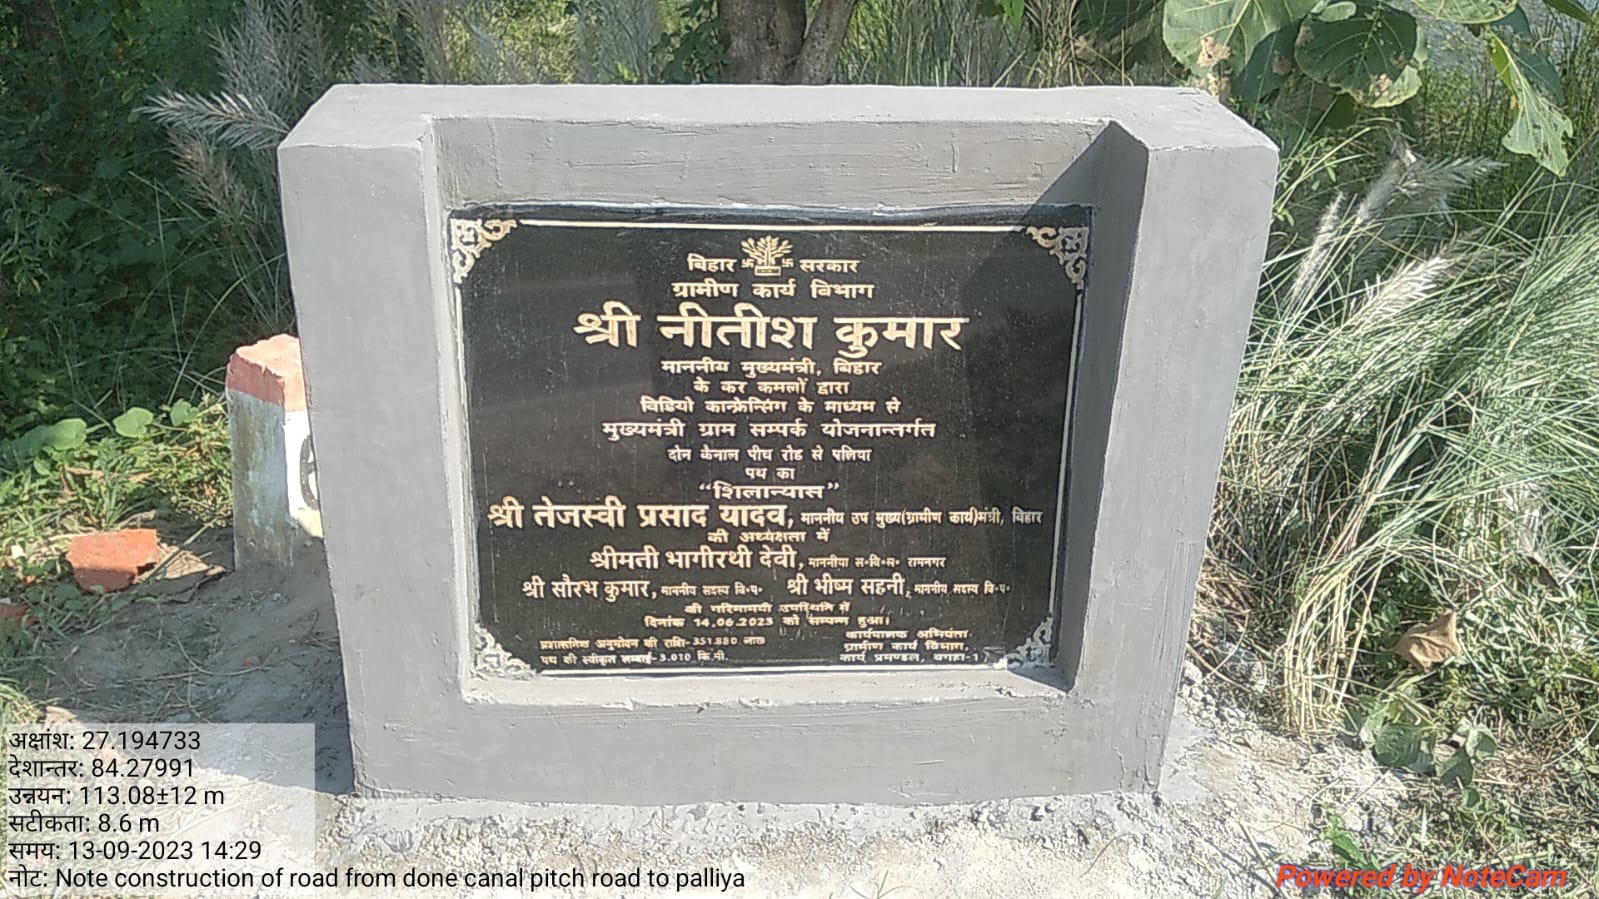 बिहार सरकार
ग्रामीण कार्य विभाग
श्री नीतीश कुमार
माननीय मुख्यमंत्री, बिहार
के कर कमलों द्वारा
विडियो कान्फ्रेन्सिंग के माध्यम से
मुख्यमंत्री ग्राम सम्पर्क योजनान्तर्गत
दोन कैनाल पीच रोड से पलिया
पथ का
"शिलान्यास"
श्री तेजस्वी प्रसाद यादव, माननीय उप मुख्य(ग्रामीण कार्य)मंत्री, बिहार
की अध्यक्षता में
श्रीमती भागीरथी देवी, माननीया स॰वि॰स॰ रामनगर
श्री सौरभ कुमार, माननीय सदस्य वि॰प॰ श्री भीष्म सहनी, माननीय सदस्य वि॰प॰
की गरिमामयी उपस्थिति में
दिनांक 14.06.2023 को सम्पन्न हुआ।
प्रशासनिक अनुमोदन की राशि-351.880 लाख
पथ की स्वीकृत लम्बाई-3.010 कि.मी.
कार्यपालक अभियंता
ग्रामीण कार्य विभाग,
कार्य प्रमण्डल, बगहा-1
अक्षांश: 27.194733
देशान्तर: 84.27991
उन्नयन: 113.08±12 m
सटीकता: 8.6 m
समय: 13-09-2023 14:29
नोट: Note construction of road from done canal pitch road to palliya
Powered by NoteCam